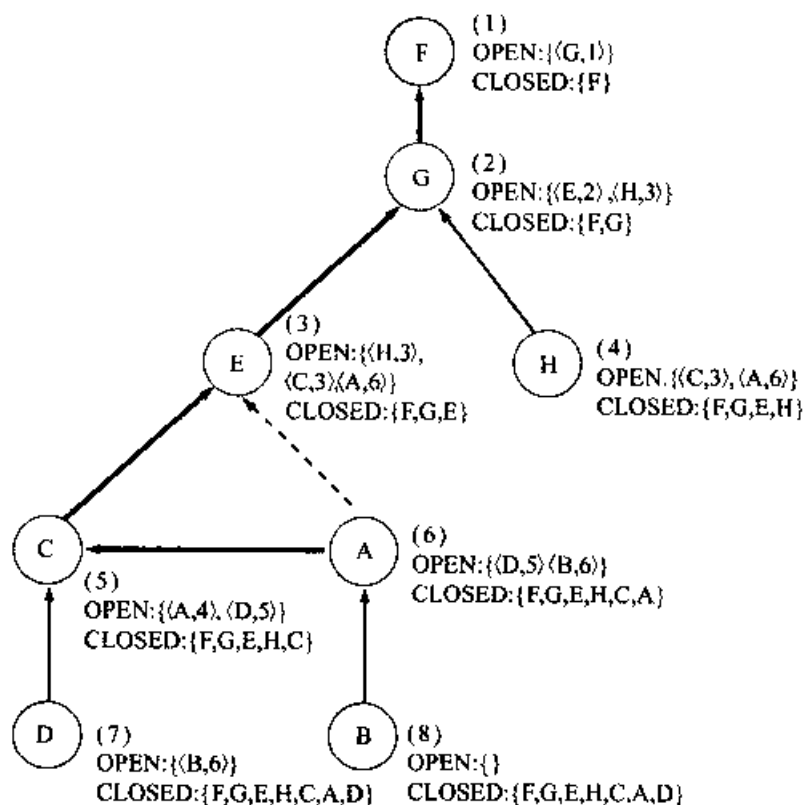 F
(1)
OPEN:{⟨G,1⟩}
CLOSED:{F}
G
(2)
OPEN:{⟨E,2⟩,⟨H,3⟩}
CLOSED:{F,G}
E
(3)
OPEN:{⟨H,3⟩,
⟨C,3⟩,⟨A,6⟩}
CLOSED:{F,G,E}
H
(4)
OPEN.{⟨C,3⟩,⟨A,6⟩}
CLOSED:{F,G,E,H}
C
(5)
OPEN:{⟨A,4⟩,⟨D,5⟩}
CLOSED:{F,G,E,H,C}
A
(6)
OPEN:{⟨D,5⟩⟨B,6⟩}
CLOSED:{F,G,E,H,C,A}
D
(7)
OPEN:{⟨B,6⟩}
CLOSED:{F,G,E,H,C,A,D}
B
(8)
OPEN:{}
CLOSED:{F,G,E,H,C,A,D}